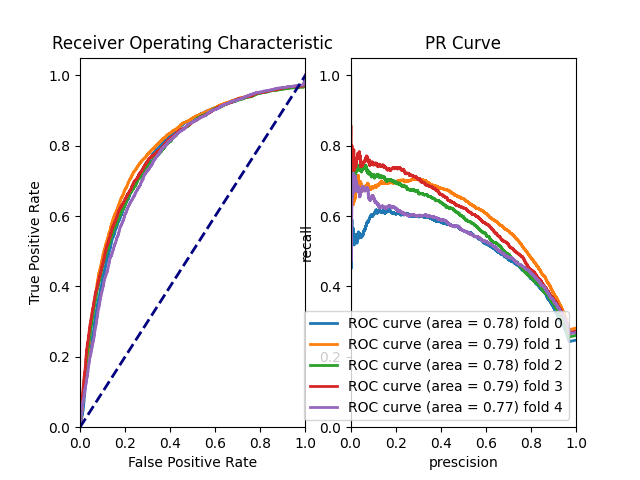 Receiver Operating Characteristic
1.0
0.8
0.6
0.4
0.2
0.0
True Positive Rate
0.0 0.2 0.4 0.6 0.8 1.0
False Positive Rate
PR Curve
1.0
0.8
0.6
0.4
0.2
0.0
recall
ROC curve (area = 0.78) fold 0
ROC curve (area = 0.79) fold 1
ROC curve (area = 0.78) fold 2
ROC curve (area = 0.79) fold 3
ROC curve (area = 0.77) fold 4
0.0 0.2 0.4 0.6 0.8 1.0
prescision